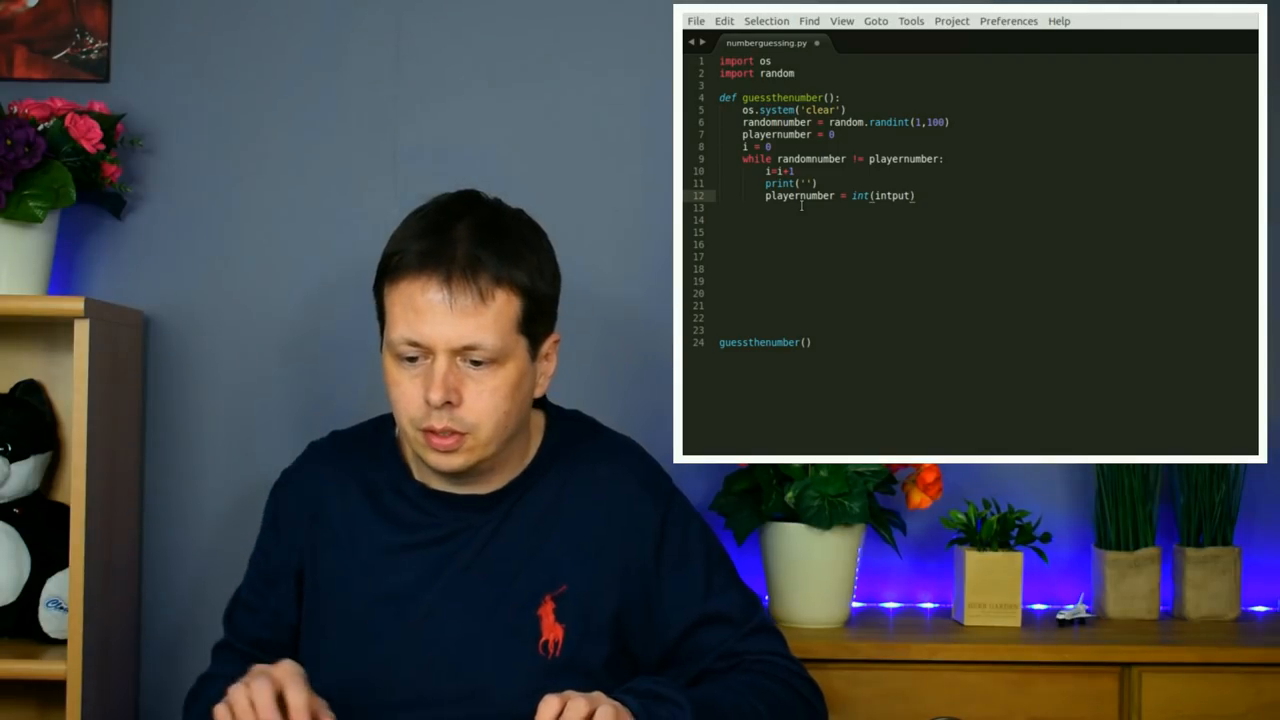 File Edit Selection Find View Goto Tools Project Preferences Help
numberguessing.py
1 import os
2 import random
3
4 def guessthenumber():
5 os.system('clear')
6 randomnumber = random.randint(1,100)
7 playernumber = 0
8 i = 0
9 while randomnumber != playernumber:
10 i=i+1
11 print('')
12 playernumber = int(intput)
13
14
15
16
17
18
19
20
21
22
23
24 guessthenumber()